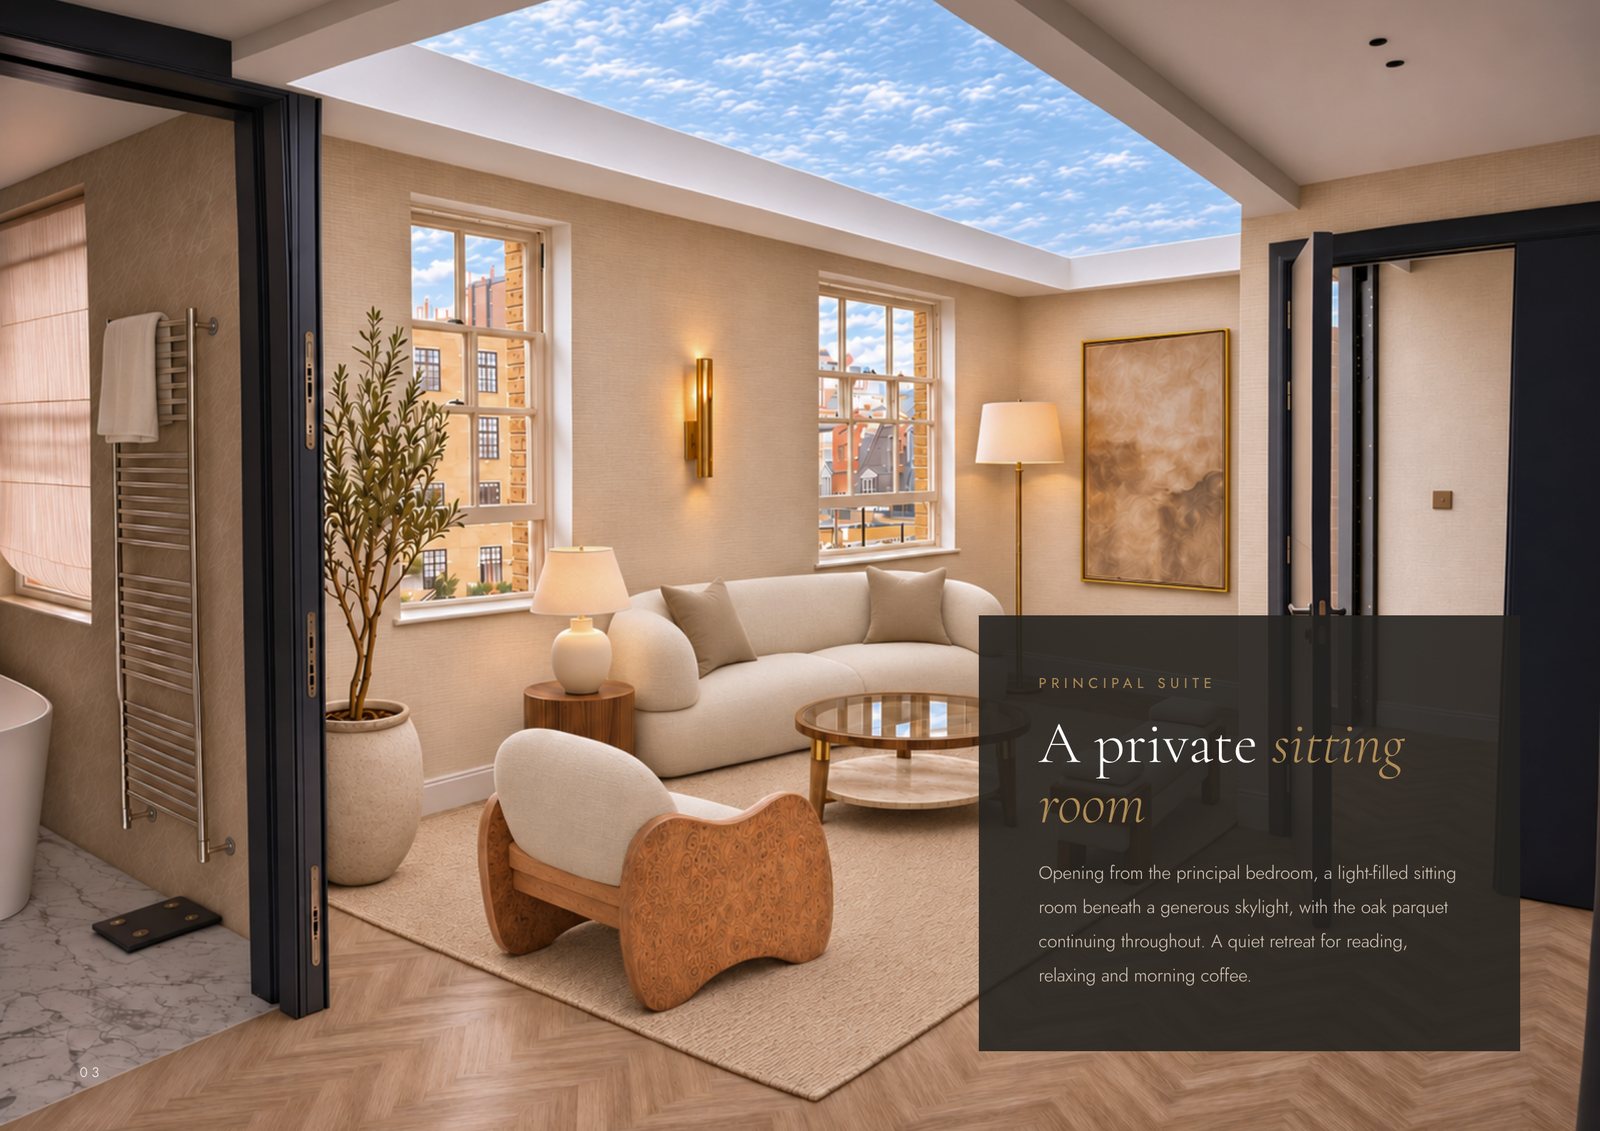 PRINCIPAL SUITE
A private sitting
room
Opening from the principal bedroom, a light-filled sitting
room beneath a generous skylight, with the oak parquet
continuing throughout. A quiet retreat for reading,
relaxing and morning coffee.
03